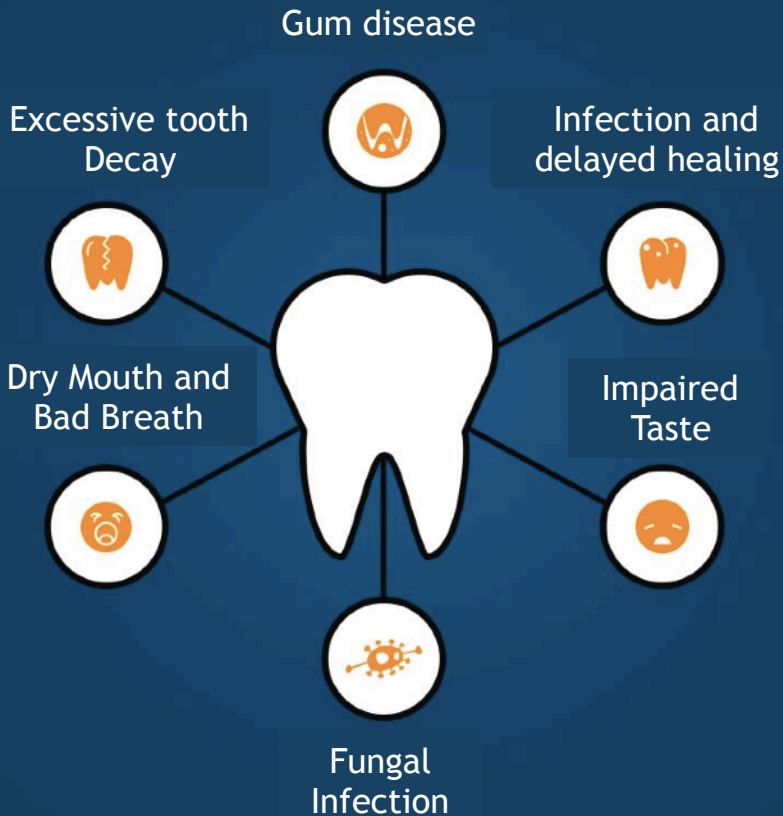 Gum disease
Excessive tooth
Decay
Infection and
delayed healing
Dry Mouth and
Bad Breath
Impaired
Taste
Fungal
Infection